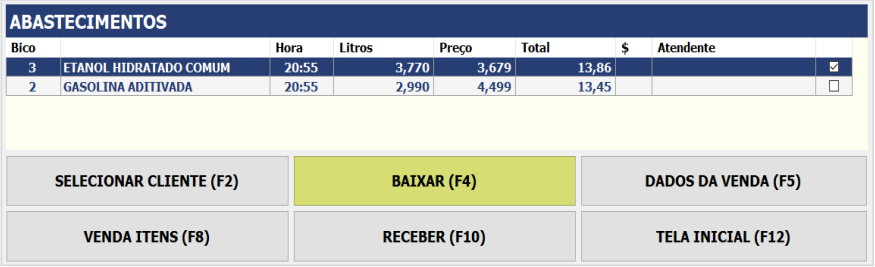 ABASTECIMENTOS
Bico Hora Litros Preço Total $ Atendente
3 ETANOL HIDRATADO COMUM 20:55 3,770 3,679 13,86
2 GASOLINA ADITIVADA 20:55 2,990 4,499 13,45
SELECIONAR CLIENTE (F2) BAIXAR (F4) DADOS DA VENDA (F5)
VENDA ITENS (F8) RECEBER (F10) TELA INICIAL (F12)